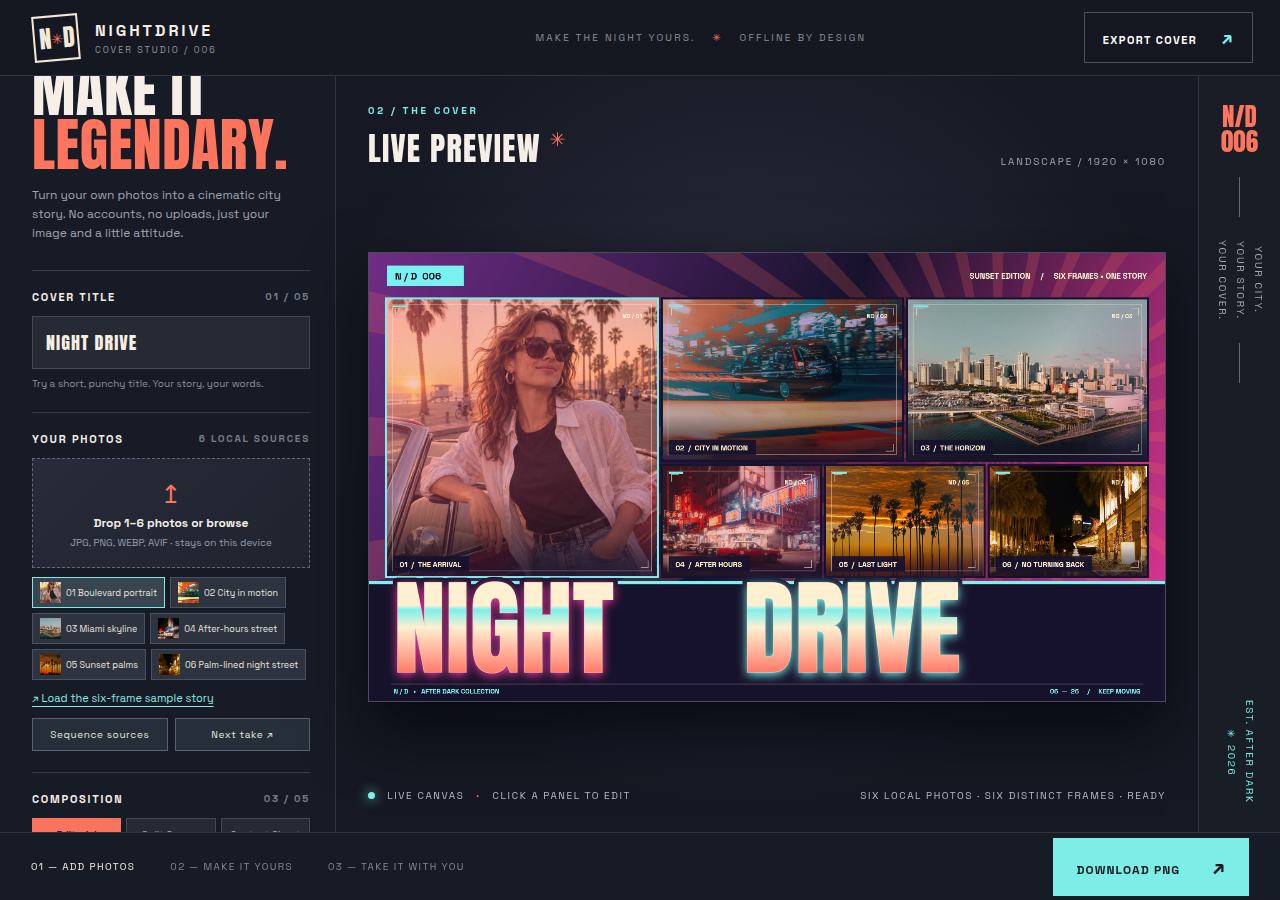 N✳D
NIGHTDRIVE
COVER STUDIO / 006
MAKE THE NIGHT YOURS. ✳ OFFLINE BY DESIGN
EXPORT COVER ↗
MAKE IT
LEGENDARY.
Turn your own photos into a cinematic city
story. No accounts, no uploads, just your
image and a little attitude.
COVER TITLE 01 / 05
NIGHT DRIVE
Try a short, punchy title. Your story, your words.
YOUR PHOTOS 6 LOCAL SOURCES
↥
Drop 1–6 photos or browse
JPG, PNG, WEBP, AVIF · stays on this device
01 Boulevard portrait
02 City in motion
03 Miami skyline
04 After-hours street
05 Sunset palms
06 Palm-lined night street
↗ Load the six-frame sample story
Sequence sources
Next take ↗
COMPOSITION 03 / 05
02 / THE COVER
LIVE PREVIEW ✳
LANDSCAPE / 1920 × 1080
N / D 006
SUNSET EDITION / SIX FRAMES • ONE STORY
ND / 01
ND / 02
ND / 03
01 / THE ARRIVAL
02 / CITY IN MOTION
03 / THE HORIZON
ND / 04
ND / 05
04 / AFTER HOURS
05 / LAST LIGHT
06 / NO TURNING BACK
NIGHT DRIVE
N / D • AFTER DARK COLLECTION
06 — 26 / KEEP MOVING
LIVE CANVAS · CLICK A PANEL TO EDIT
SIX LOCAL PHOTOS · SIX DISTINCT FRAMES · READY
N/D
006
YOUR CITY.
YOUR STORY.
YOUR COVER.
EST. AFTER DARK
✳ 2026
01 — ADD PHOTOS
02 — MAKE IT YOURS
03 — TAKE IT WITH YOU
DOWNLOAD PNG ↗